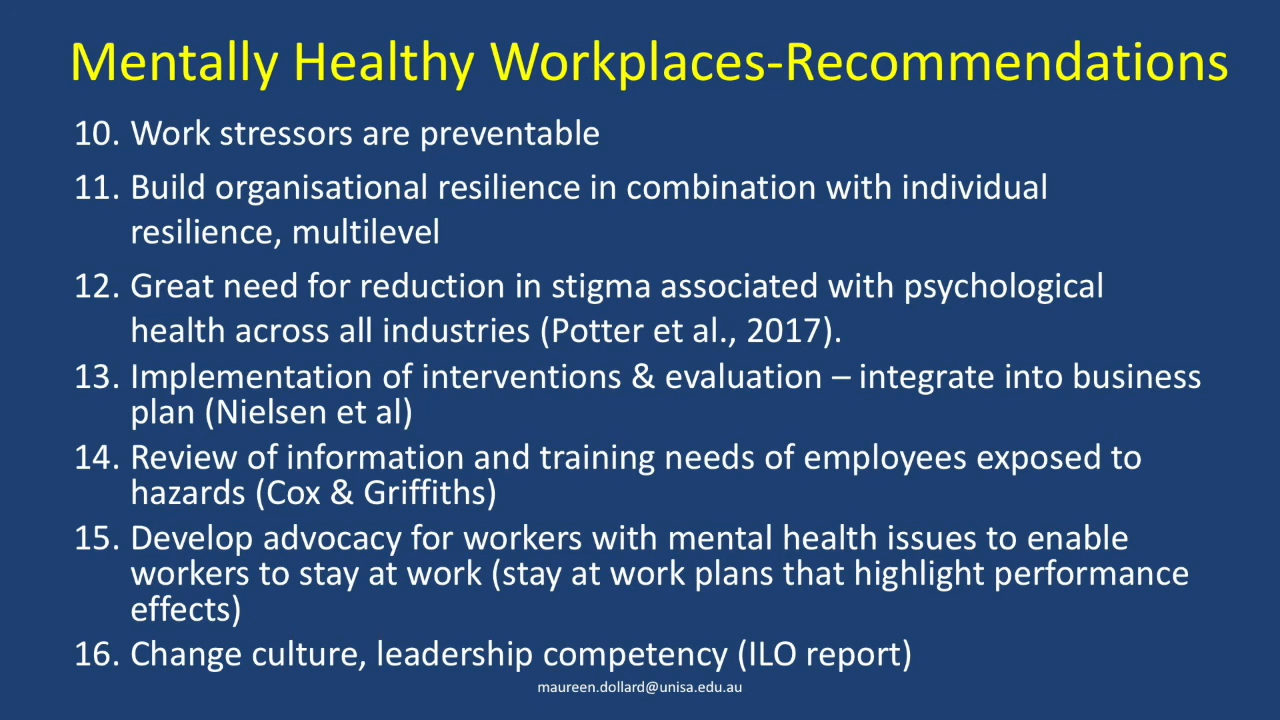 Mentally Healthy Workplaces-Recommendations
10. Work stressors are preventable
11. Build organisational resilience in combination with individual
resilience, multilevel
12. Great need for reduction in stigma associated with psychological
health across all industries (Potter et al., 2017).
13. Implementation of interventions & evaluation – integrate into business
plan (Nielsen et al)
14. Review of information and training needs of employees exposed to
hazards (Cox & Griffiths)
15. Develop advocacy for workers with mental health issues to enable
workers to stay at work (stay at work plans that highlight performance
effects)
16. Change culture, leadership competency (ILO report)
maureen.dollard@unisa.edu.au